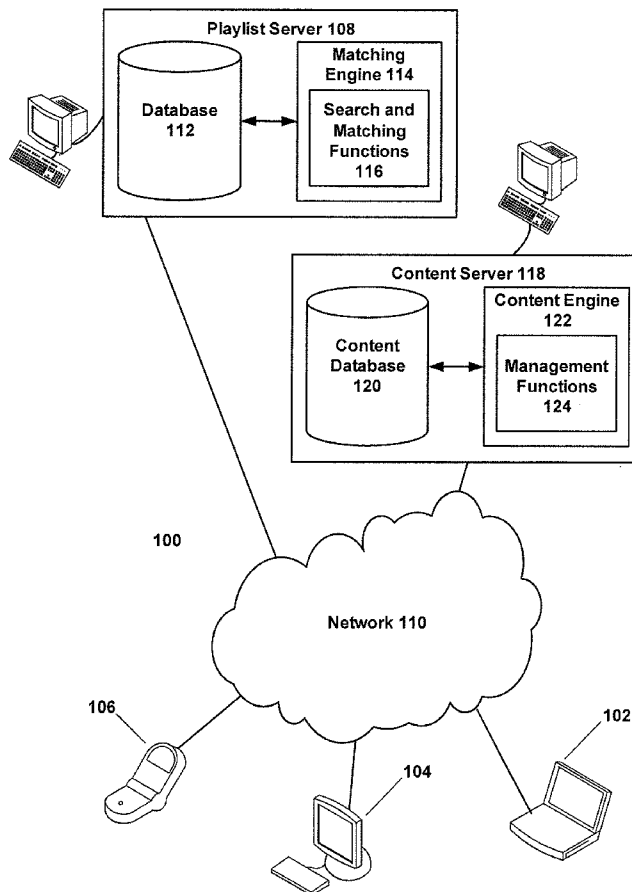 Playlist Server 108
Database
112
Matching
Engine 114
Search and
Matching
Functions
116
Content Server 118
Content
Database
120
Content Engine
122
Management
Functions
124
100
Network 110
106
104
102